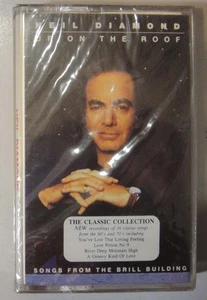 NEIL DIAMOND
UP ON THE ROOF
THE CLASSIC COLLECTION
NEW recordings of 16 classic songs
from the 60's and 70's including
You've Lost That Loving Feeling
Love Potion No 9
River Deep Mountain High
A Groovy Kind Of Love
SONGS FROM THE BRILL BUILDING